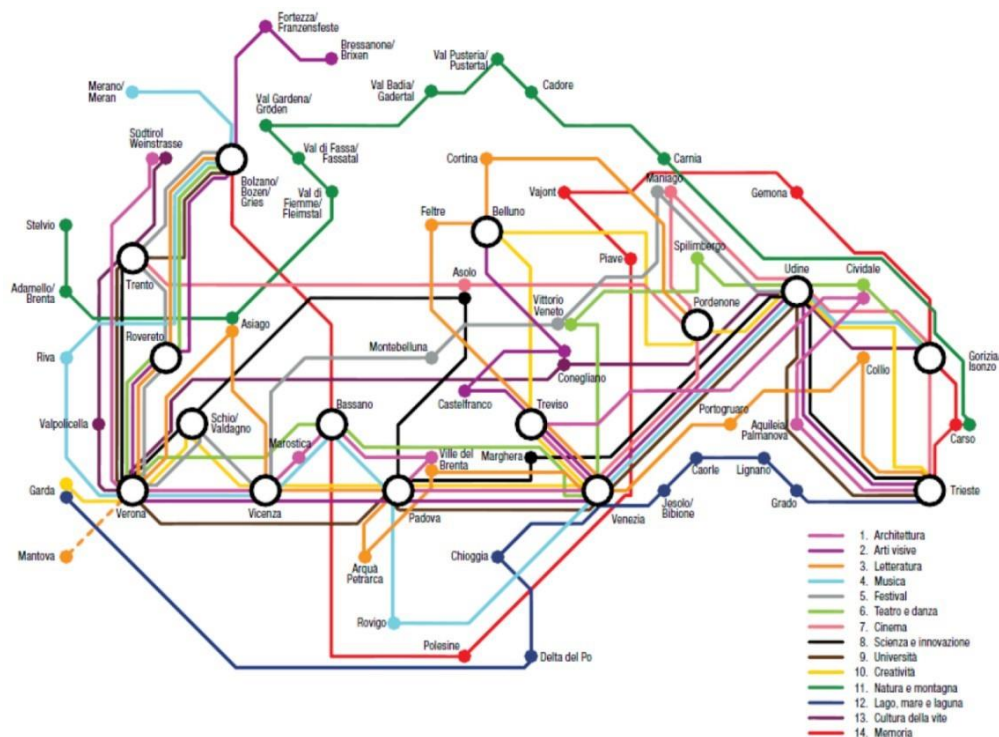 Fortezza/
Franzensfeste
Bressanone/
Brixen
Val Pusteria/
Pustertal
Merano/
Meran
Val Badia/
Gadertal
Cadore
Val Gardena/
Gröden
Südtirol
Weinstrasse
Val di Fassa/
Fassatal
Cortina
Carnia
Maniago
Vajont
Gemona
Bolzano/
Bozen/
Gries
Val di
Fiemme/
Fleimstal
Stelvio
Feltre
Belluno
Spilimbergo
Piave
Udine
Cividale
Trento
Asolo
Adamello/
Brenta
Vittorio
Veneto
Pordenone
Asiago
Rovereto
Riva
Montebelluna
Gorizia/
Isonzo
Conegliano
Collio
Castelfranco
Treviso
Portogruaro
Valpolicella
Schio/
Valdagno
Bassano
Aquileia/
Palmanova
Carso
Marostica
Ville del
Brenta
Marghera
Caorle
Lignano
Garda
Verona
Vicenza
Padova
Venezia
Jesolo/
Bibione
Grado
Trieste
Mantova
Arquà
Petrarca
Chioggia
Rovigo
Polesine
Delta del Po
1. Architettura
2. Arti visive
3. Letteratura
4. Musica
5. Festival
6. Teatro e danza
7. Cinema
8. Scienza e innovazione
9. Università
10. Creatività
11. Natura e montagna
12. Lago, mare e laguna
13. Cultura della vite
14. Memoria